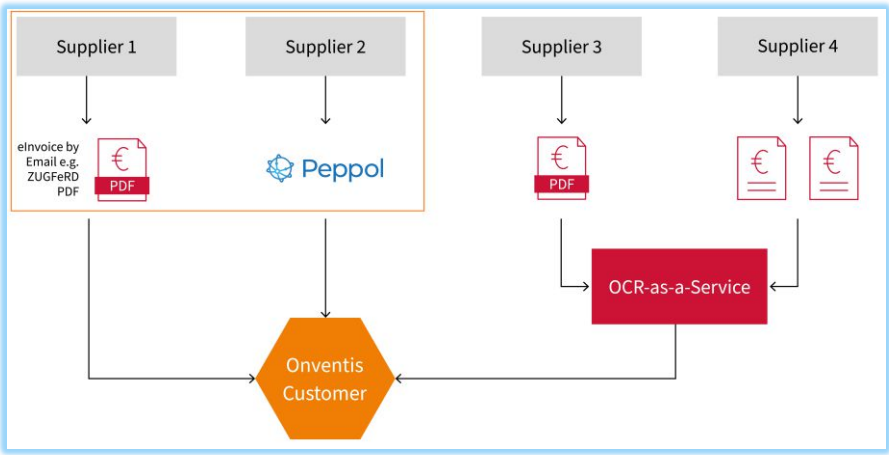 Supplier 1
Supplier 2
Supplier 3
Supplier 4
eInvoice by
Email e.g.
ZUGFeRD
PDF
€
PDF
Peppol
€
PDF
€
€
OCR-as-a-Service
Onventis
Customer